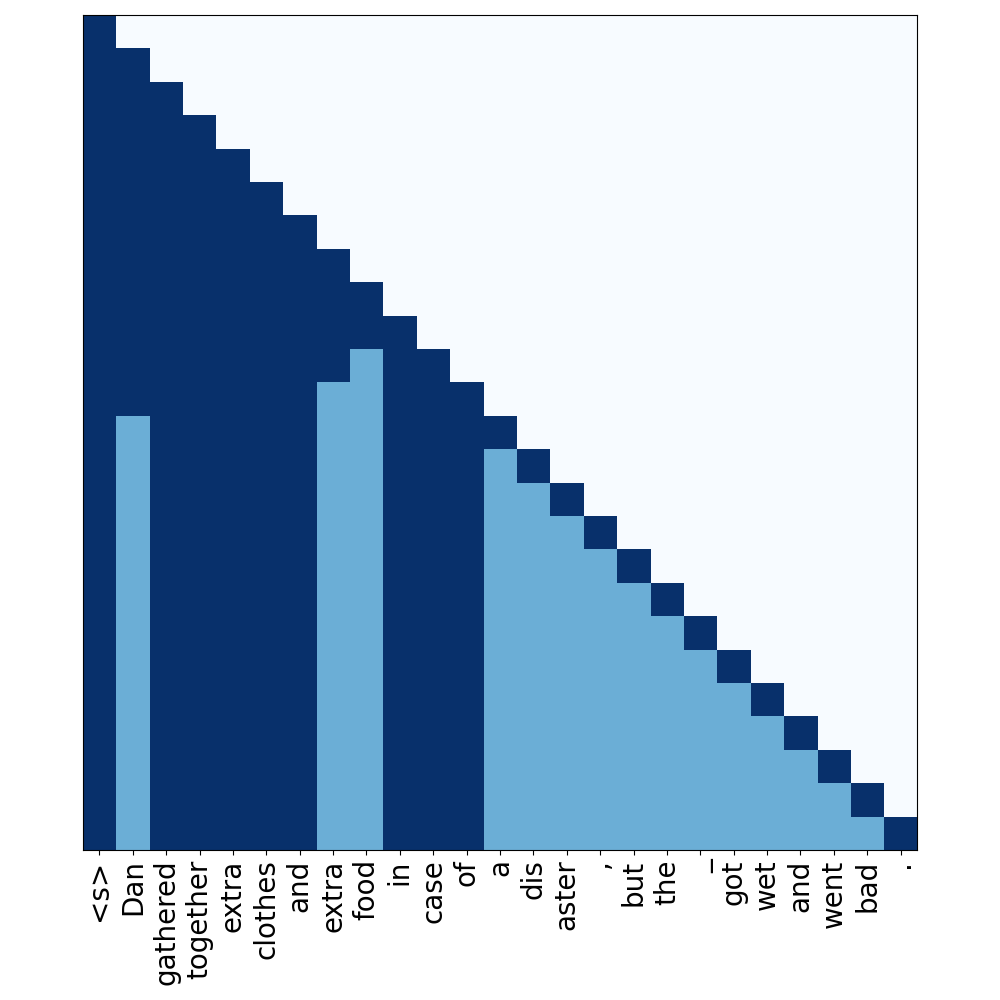 <s>
Dan
gathered
together
extra
clothes
and
extra
food
in
case
of
a
dis
aster
,
but
the
_
got
wet
and
went
bad
.